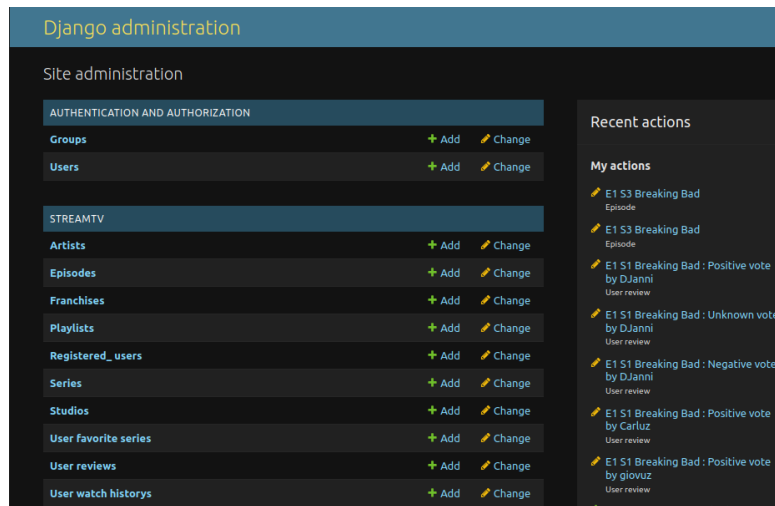 Django administration
Site administration
AUTHENTICATION AND AUTHORIZATION
Groups + Add Change
Users + Add Change
STREAMTV
Artists + Add Change
Episodes + Add Change
Franchises + Add Change
Playlists + Add Change
Registered_ users + Add Change
Series + Add Change
Studios + Add Change
User favorite series + Add Change
User reviews + Add Change
User watch historys + Add Change
Recent actions
My actions
E1 S3 Breaking Bad
Episode
E1 S3 Breaking Bad
Episode
E1 S1 Breaking Bad : Positive vote
by DJanni
User review
E1 S1 Breaking Bad : Unknown vote
by DJanni
User review
E1 S1 Breaking Bad : Negative vote
by DJanni
User review
E1 S1 Breaking Bad : Positive vote
by Carluz
User review
E1 S1 Breaking Bad : Positive vote
by giovuz
User review